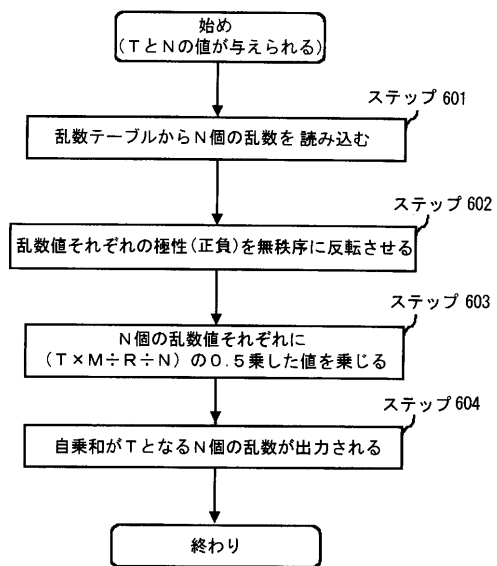 始め
(TとNの値が与えられる)
ステップ 601
乱数テーブルからN個の乱数を 読み込む
ステップ 602
乱数値それぞれの極性(正負)を無秩序に反転させる
ステップ 603
N個の乱数値それぞれに
(T×M÷R÷N)の0.5乗した値を乗じる
ステップ 604
自乗和がTとなるN個の乱数が出力される
終わり